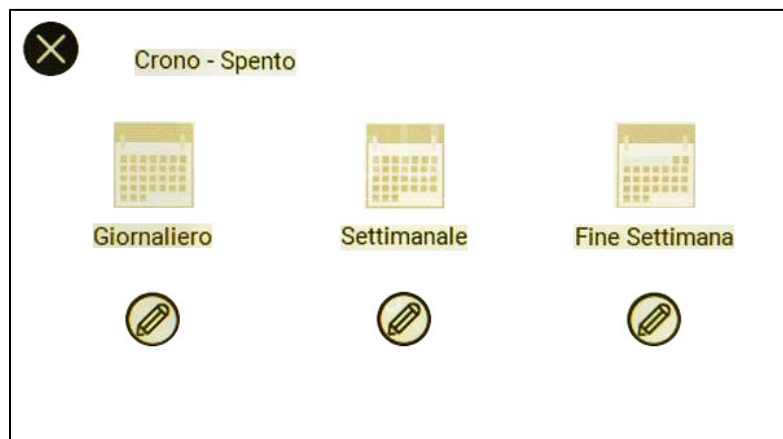 Crono - Spento
Giornaliero
Settimanale
Fine Settimana